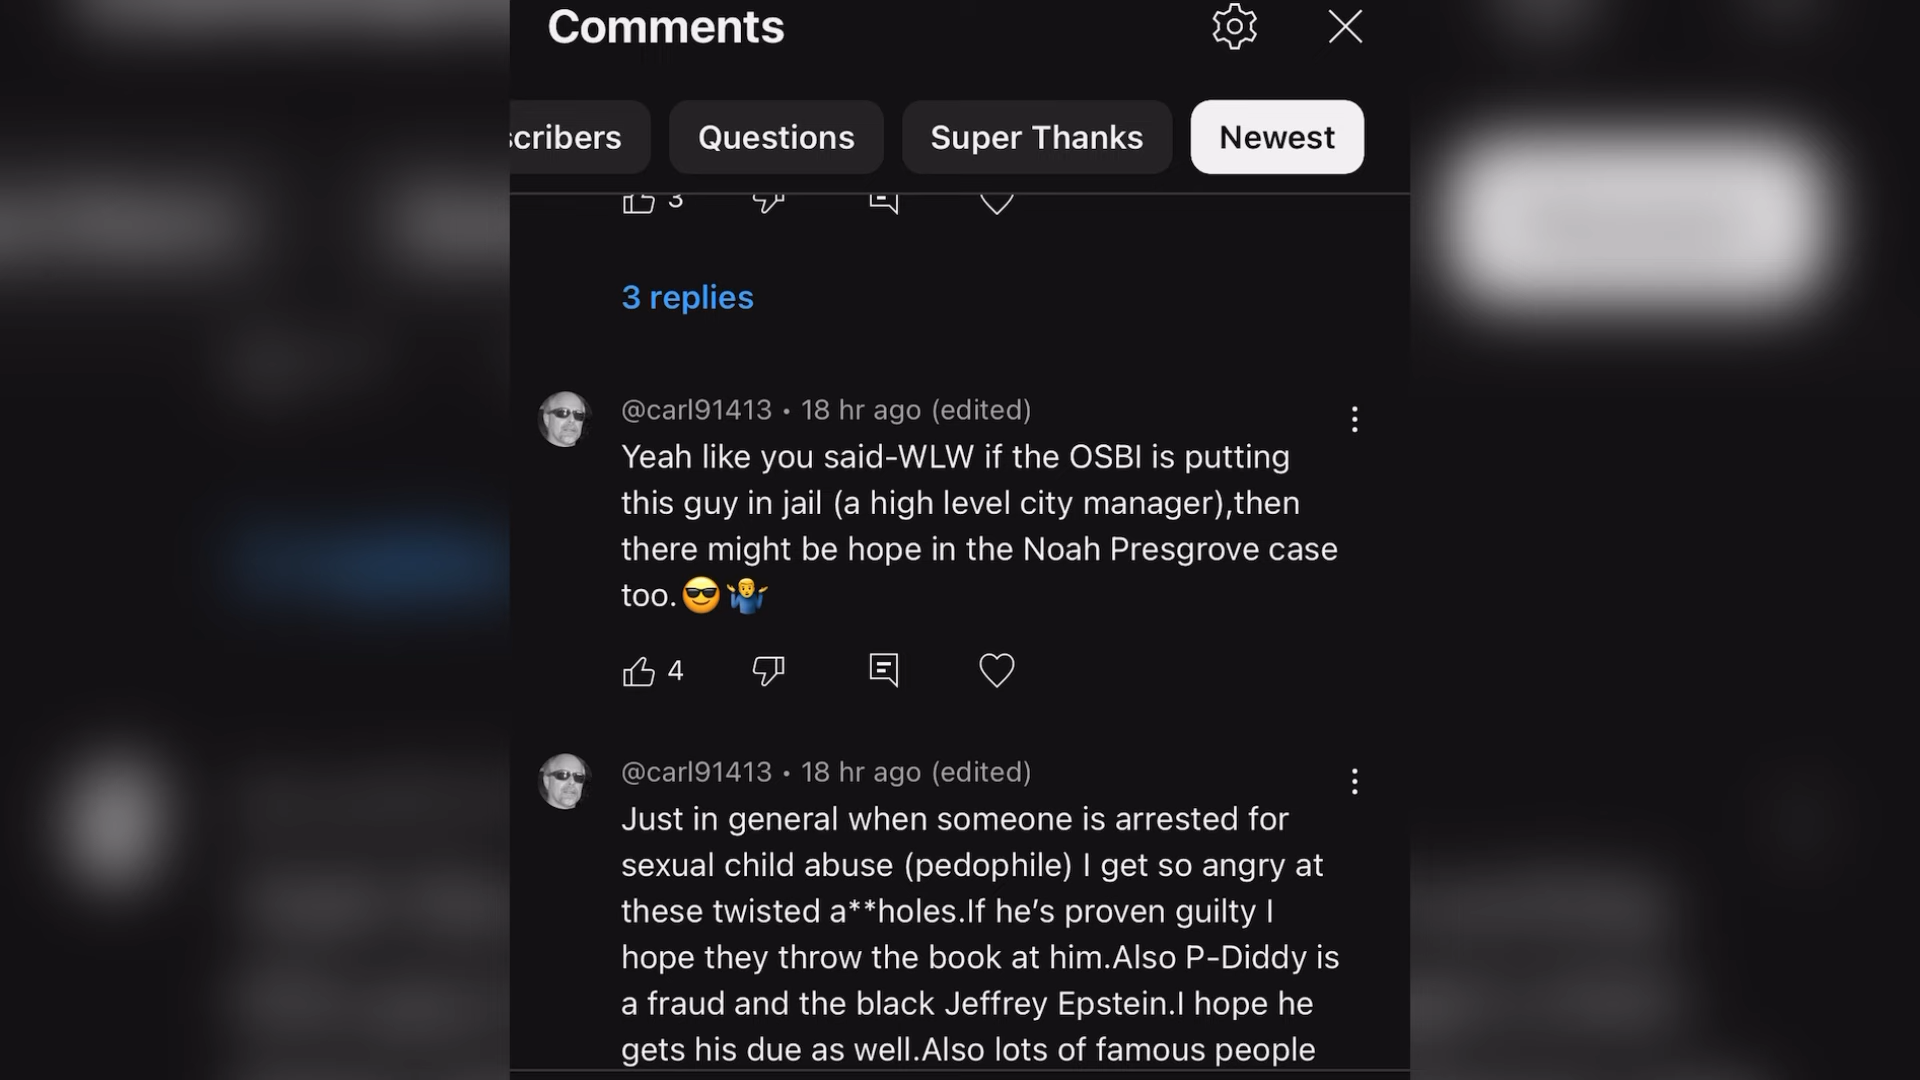 Comments
scribers
Questions
Super Thanks
Newest
3
3 replies
@carl91413 • 18 hr ago (edited)
Yeah like you said-WLW if the OSBI is putting
this guy in jail (a high level city manager),then
there might be hope in the Noah Presgrove case
too.😎🤷‍♂️
4
@carl91413 • 18 hr ago (edited)
Just in general when someone is arrested for
sexual child abuse (pedophile) I get so angry at
these twisted a**holes.If he’s proven guilty I
hope they throw the book at him.Also P-Diddy is
a fraud and the black Jeffrey Epstein.I hope he
gets his due as well.Also lots of famous people